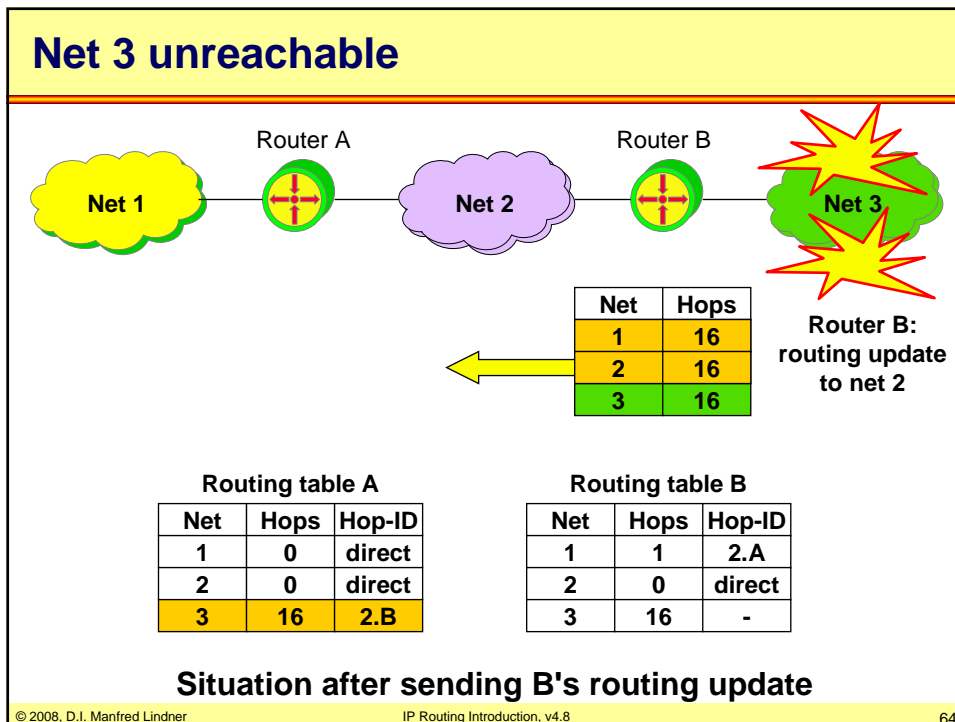 Net 3 unreachable
Router A
Router B
Net 1
Net 2
Net 3
Net Hops
1 16
2 16
3 16
Router B:
routing update
to net 2
Routing table A
Net Hops Hop-ID
1 0 direct
2 0 direct
3 16 2.B
Routing table B
Net Hops Hop-ID
1 1 2.A
2 0 direct
3 16 -
Situation after sending B's routing update
© 2008, D.I. Manfred Lindner
IP Routing Introduction, v4.8
64